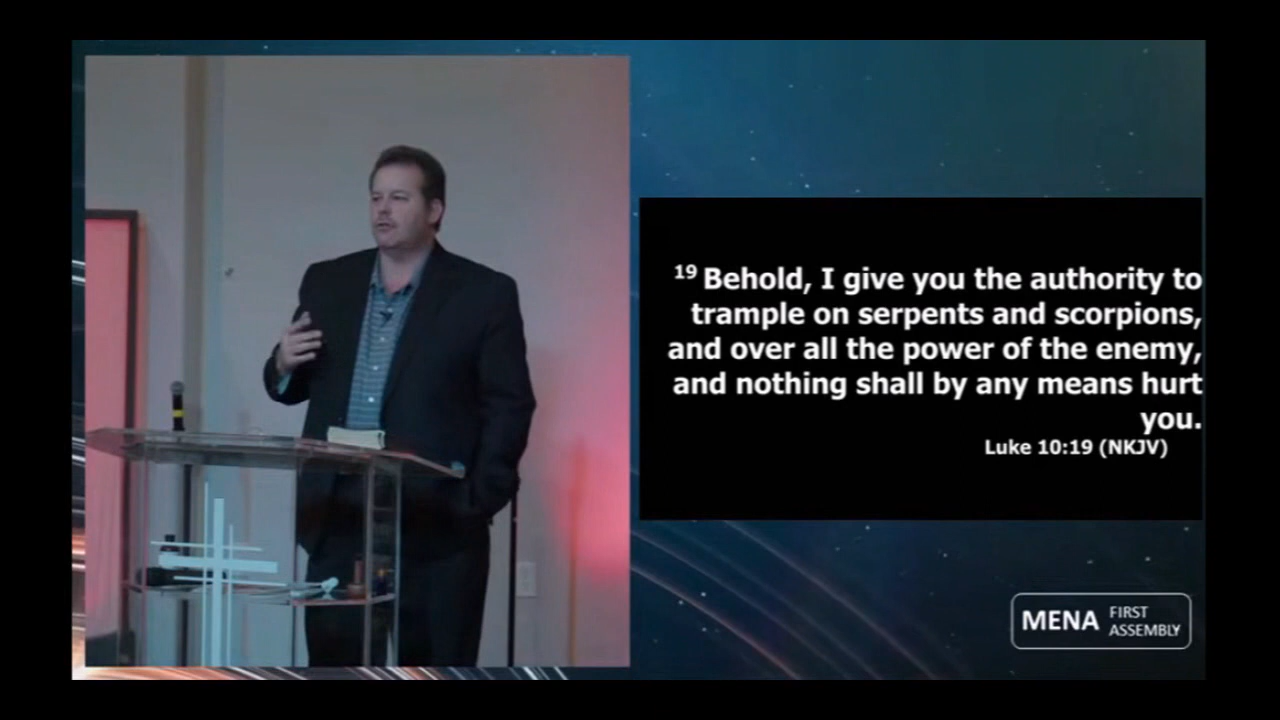 ¹⁹ Behold, I give you the authority to
trample on serpents and scorpions,
and over all the power of the enemy,
and nothing shall by any means hurt
you.
Luke 10:19 (NKJV)
MENA FIRST
ASSEMBLY